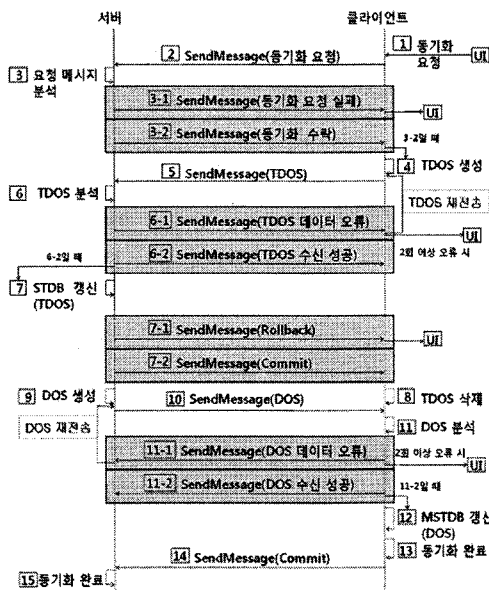 서버 클라이언트
1 동기화 요청 UI
2 SendMessage(동기화 요청)
3 요청 메시지 분석
3-1 SendMessage(동기화 요청 실패)
UI
3-2 SendMessage(동기화 수락)
3-2일 때
4 TDOS 생성
5 SendMessage(TDOS)
6 TDOS 분석
TDOS 재전송
6-1 SendMessage(TDOS 데이터 오류)
UI
6-2 SendMessage(TDOS 수신 성공)
2회 이상 오류 시
6-2일 때
7 STDB 갱신
(TDOS)
7-1 SendMessage(Rollback)
UI
7-2 SendMessage(Commit)
8 TDOS 삭제
9 DOS 생성
10 SendMessage(DOS)
DOS 재전송
11 DOS 분석
11-1 SendMessage(DOS 데이터 오류)
2회 이상 오류 시
UI
11-2 SendMessage(DOS 수신 성공)
11-2일 때
12 MSTDB 갱신
(DOS)
13 동기화 완료
14 SendMessage(Commit)
15 동기화 완료